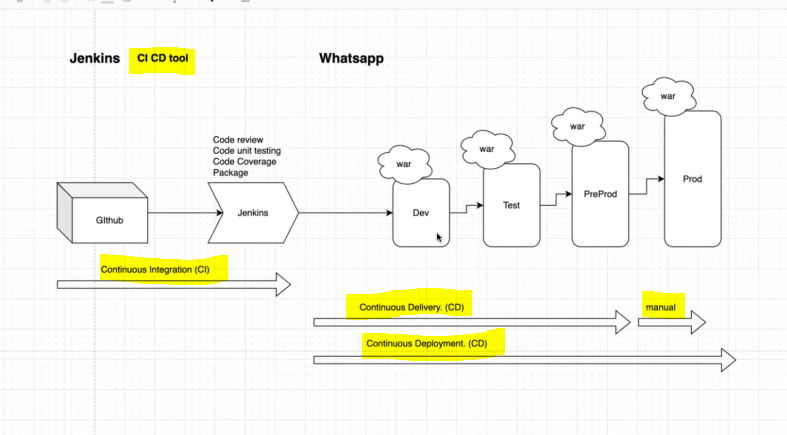 Jenkins CI CD tool
Whatsapp
war
war
war
war
Code review
Code unit testing
Code Coverage
Package
GIthub
Jenkins
Dev
Test
PreProd
Prod
Continuous Integration (CI)
Continuous Delivery. (CD)
manual
Continuous Deployment. (CD)